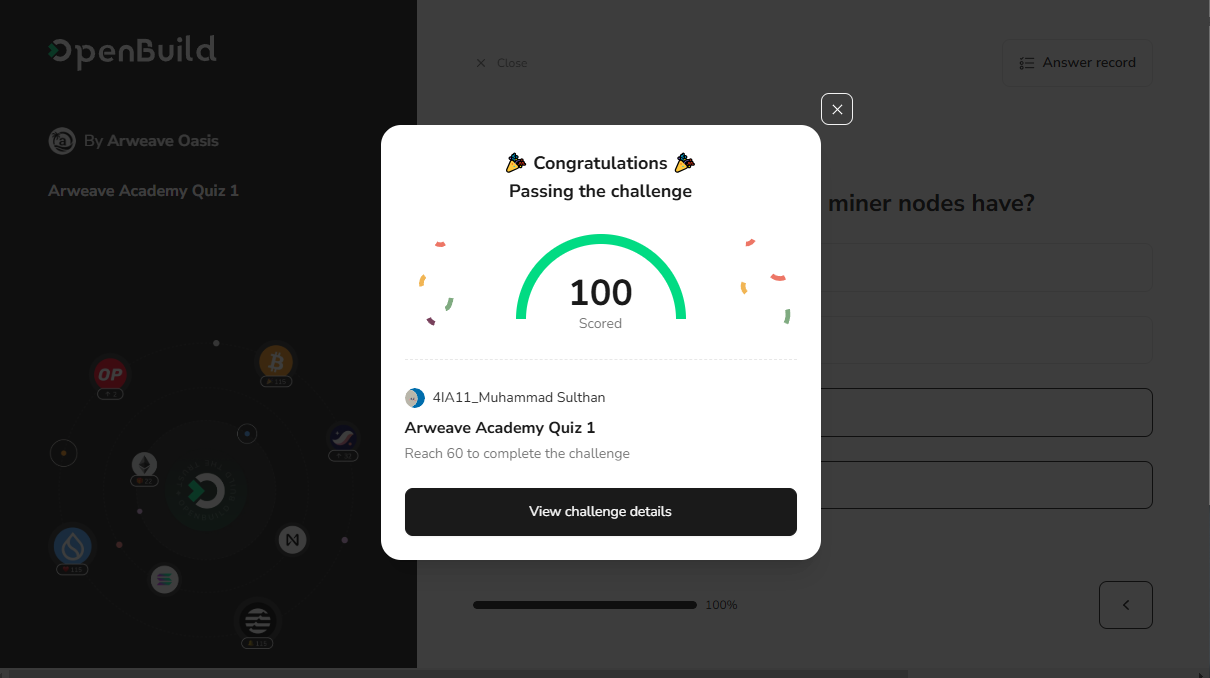 OpenBuild
By Arweave Oasis
Arweave Academy Quiz 1
Close
Answer record
miner nodes have?
Congratulations
Passing the challenge
100
Scored
4IA11_Muhammad Sulthan
Arweave Academy Quiz 1
Reach 60 to complete the challenge
View challenge details
100%
OP